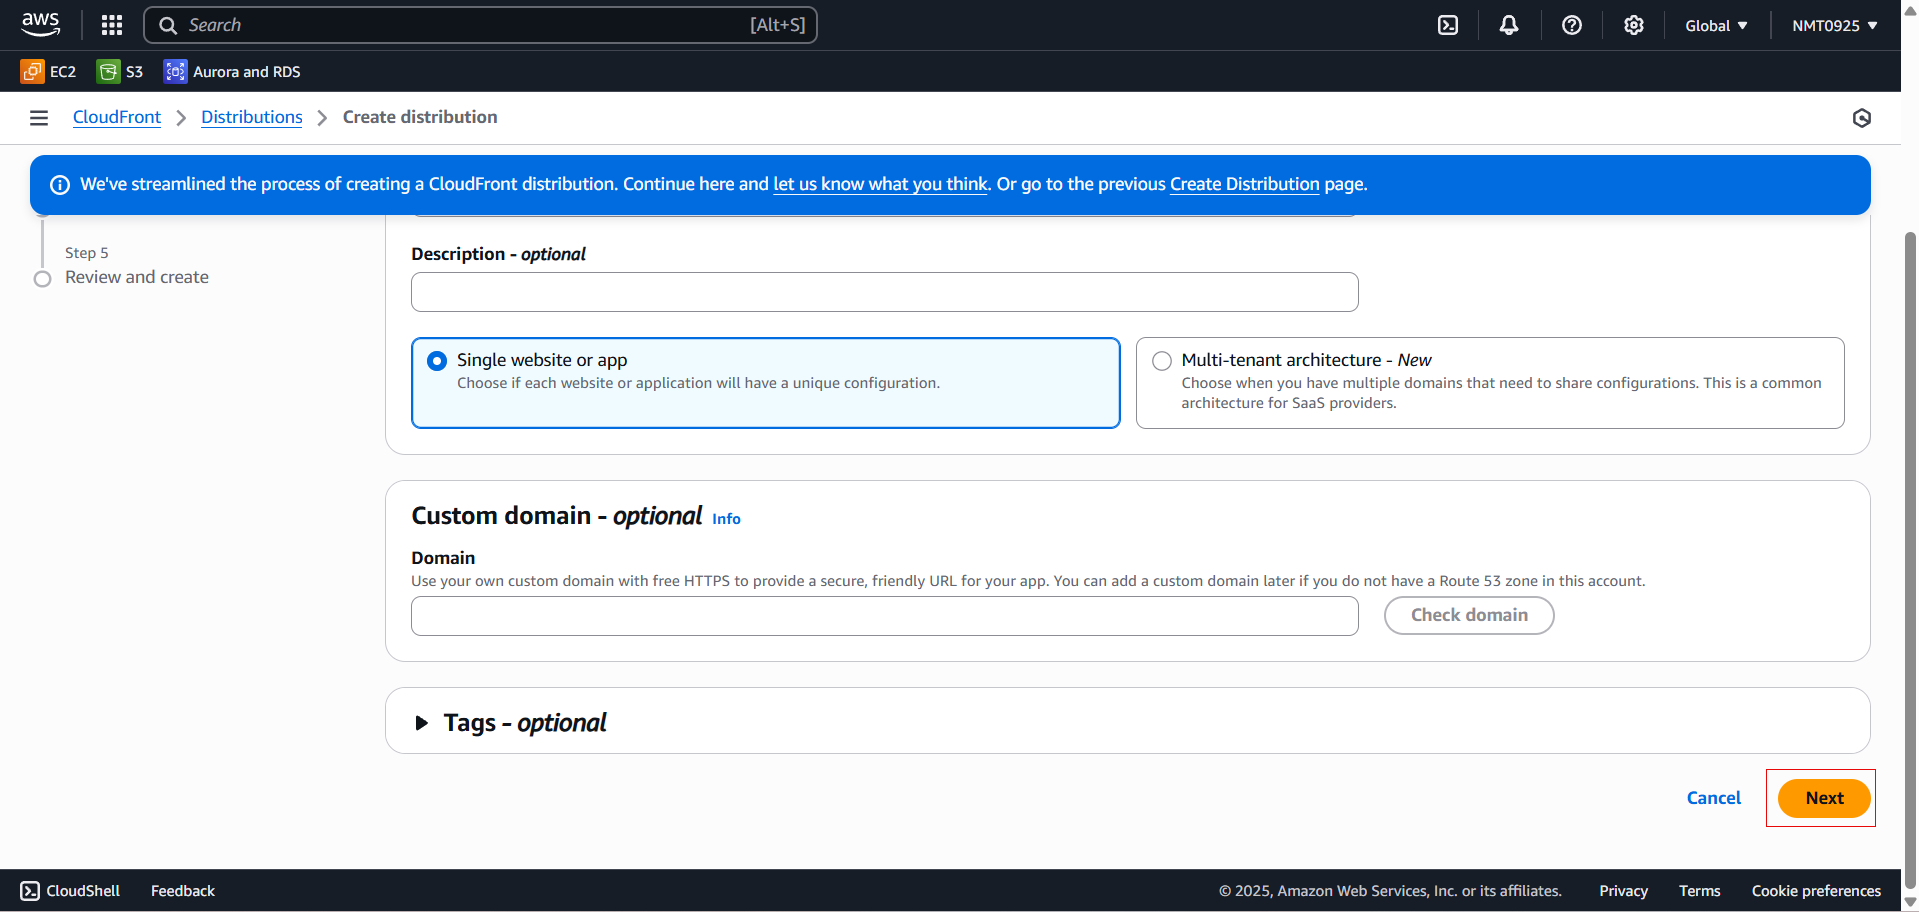 aws
Search [Alt+S]
Global NMT0925
EC2 S3 Aurora and RDS
CloudFront Distributions Create distribution
We've streamlined the process of creating a CloudFront distribution. Continue here and let us know what you think. Or go to the previous Create Distribution page.
Step 5
Review and create
Description - optional
Single website or app
Choose if each website or application will have a unique configuration.
Multi-tenant architecture - New
Choose when you have multiple domains that need to share configurations. This is a common
architecture for SaaS providers.
Custom domain - optional Info
Domain
Use your own custom domain with free HTTPS to provide a secure, friendly URL for your app. You can add a custom domain later if you do not have a Route 53 zone in this account.
Check domain
Tags - optional
Cancel Next
CloudShell Feedback © 2025, Amazon Web Services, Inc. or its affiliates. Privacy Terms Cookie preferences